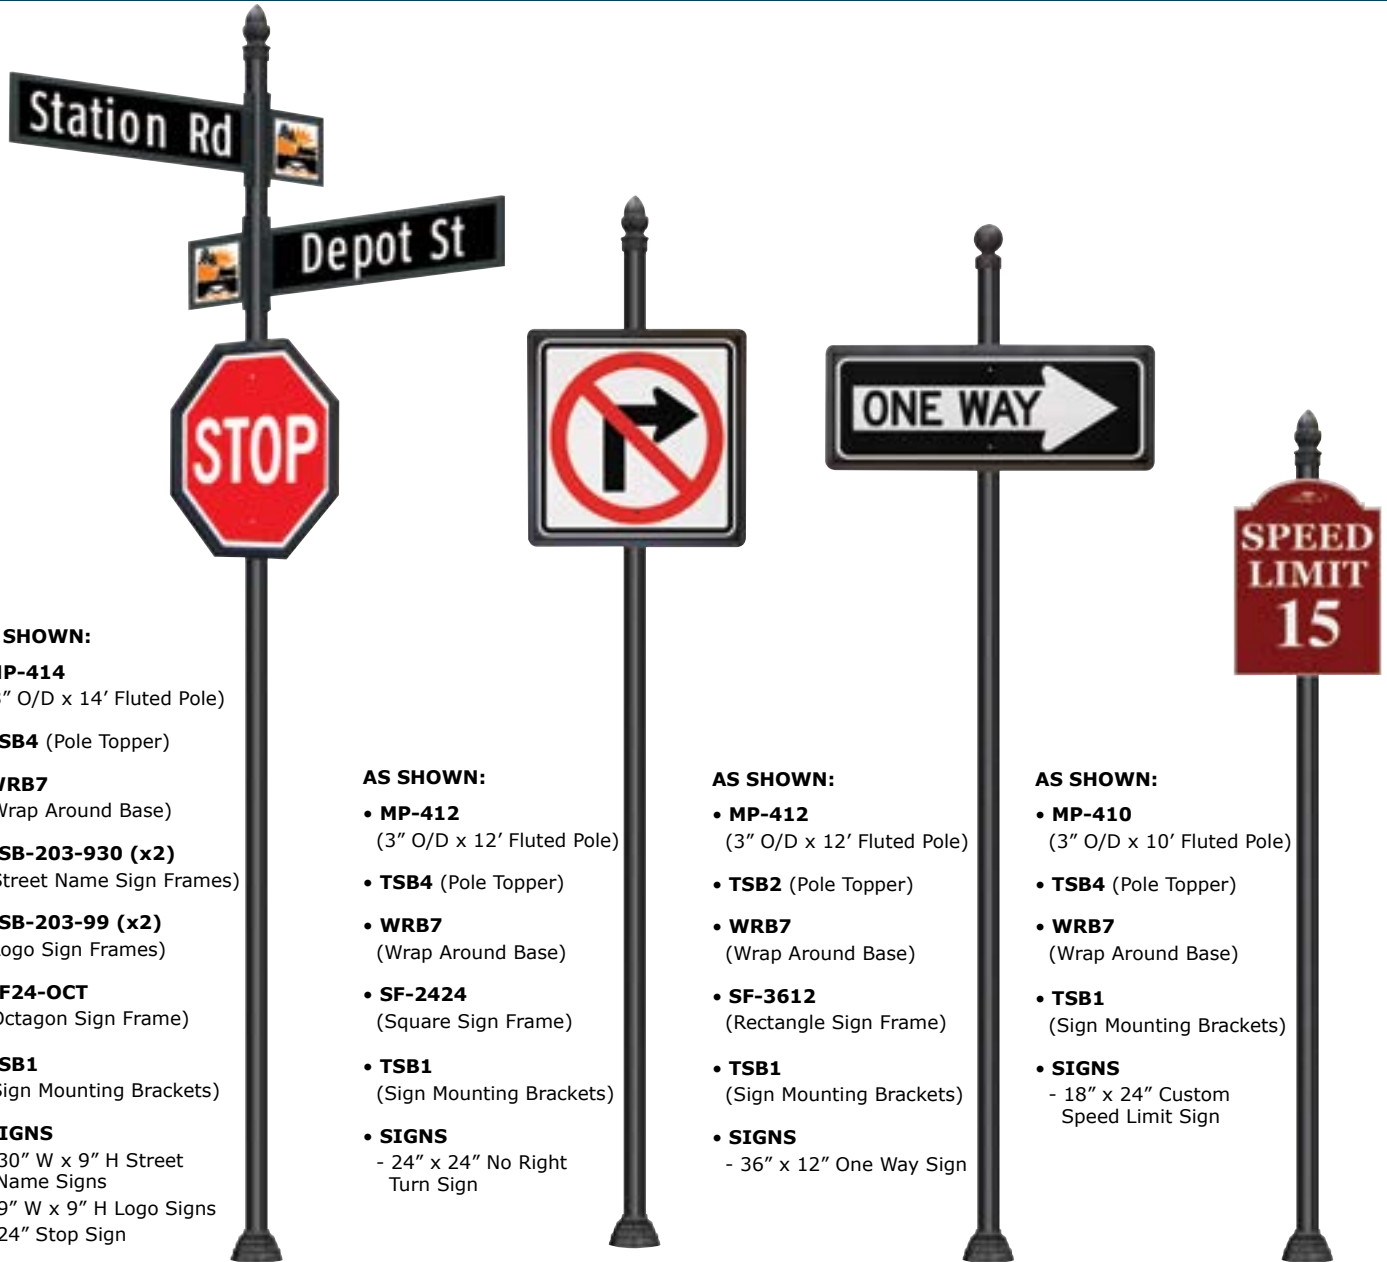 Station Rd
Depot St
STOP
ONE WAY
SPEED
LIMIT
15
SHOWN:
MP-414
3” O/D x 14’ Fluted Pole)
SB4 (Pole Topper)
WRB7
Wrap Around Base)
SB-203-930 (x2)
Street Name Sign Frames)
SB-203-99 (x2)
Logo Sign Frames)
F24-OCT
Octagon Sign Frame)
SB1
Sign Mounting Brackets)
IGNS
30” W x 9” H Street
Name Signs
9” W x 9” H Logo Signs
24” Stop Sign
AS SHOWN:
• MP-412
(3” O/D x 12’ Fluted Pole)
• TSB4 (Pole Topper)
• WRB7
(Wrap Around Base)
• SF-2424
(Square Sign Frame)
• TSB1
(Sign Mounting Brackets)
• SIGNS
- 24” x 24” No Right
Turn Sign
AS SHOWN:
• MP-412
(3” O/D x 12’ Fluted Pole)
• TSB2 (Pole Topper)
• WRB7
(Wrap Around Base)
• SF-3612
(Rectangle Sign Frame)
• TSB1
(Sign Mounting Brackets)
• SIGNS
- 36” x 12” One Way Sign
AS SHOWN:
• MP-410
(3” O/D x 10’ Fluted Pole)
• TSB4 (Pole Topper)
• WRB7
(Wrap Around Base)
• TSB1
(Sign Mounting Brackets)
• SIGNS
- 18” x 24” Custom
Speed Limit Sign